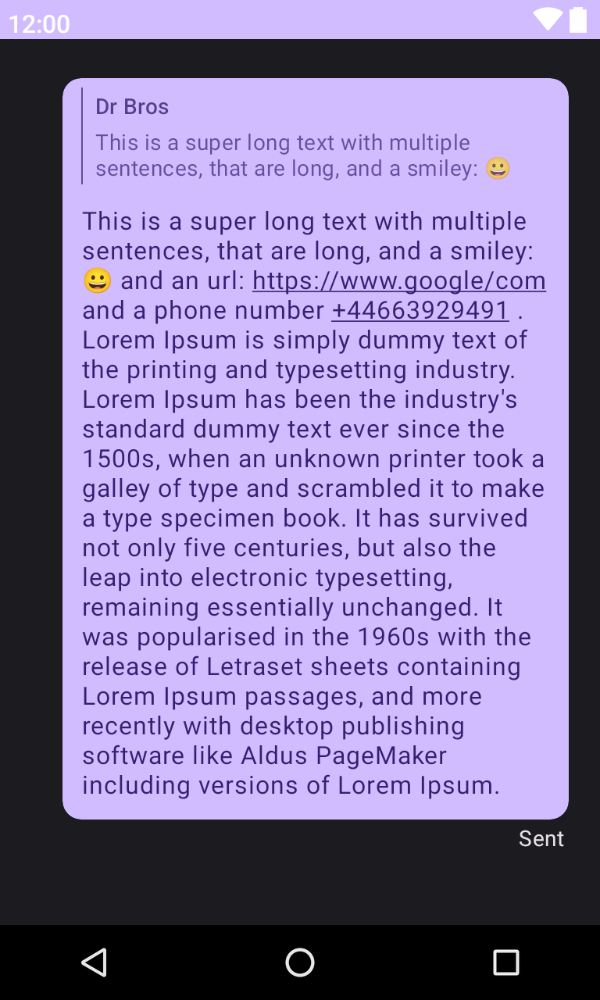 12:00
Dr Bros
This is a super long text with multiple
sentences, that are long, and a smiley: 😀
This is a super long text with multiple
sentences, that are long, and a smiley:
😀 and an url: https://www.google/com
and a phone number +44663929491 .
Lorem Ipsum is simply dummy text of
the printing and typesetting industry.
Lorem Ipsum has been the industry's
standard dummy text ever since the
1500s, when an unknown printer took a
galley of type and scrambled it to make
a type specimen book. It has survived
not only five centuries, but also the
leap into electronic typesetting,
remaining essentially unchanged. It
was popularised in the 1960s with the
release of Letraset sheets containing
Lorem Ipsum passages, and more
recently with desktop publishing
software like Aldus PageMaker
including versions of Lorem Ipsum.
Sent